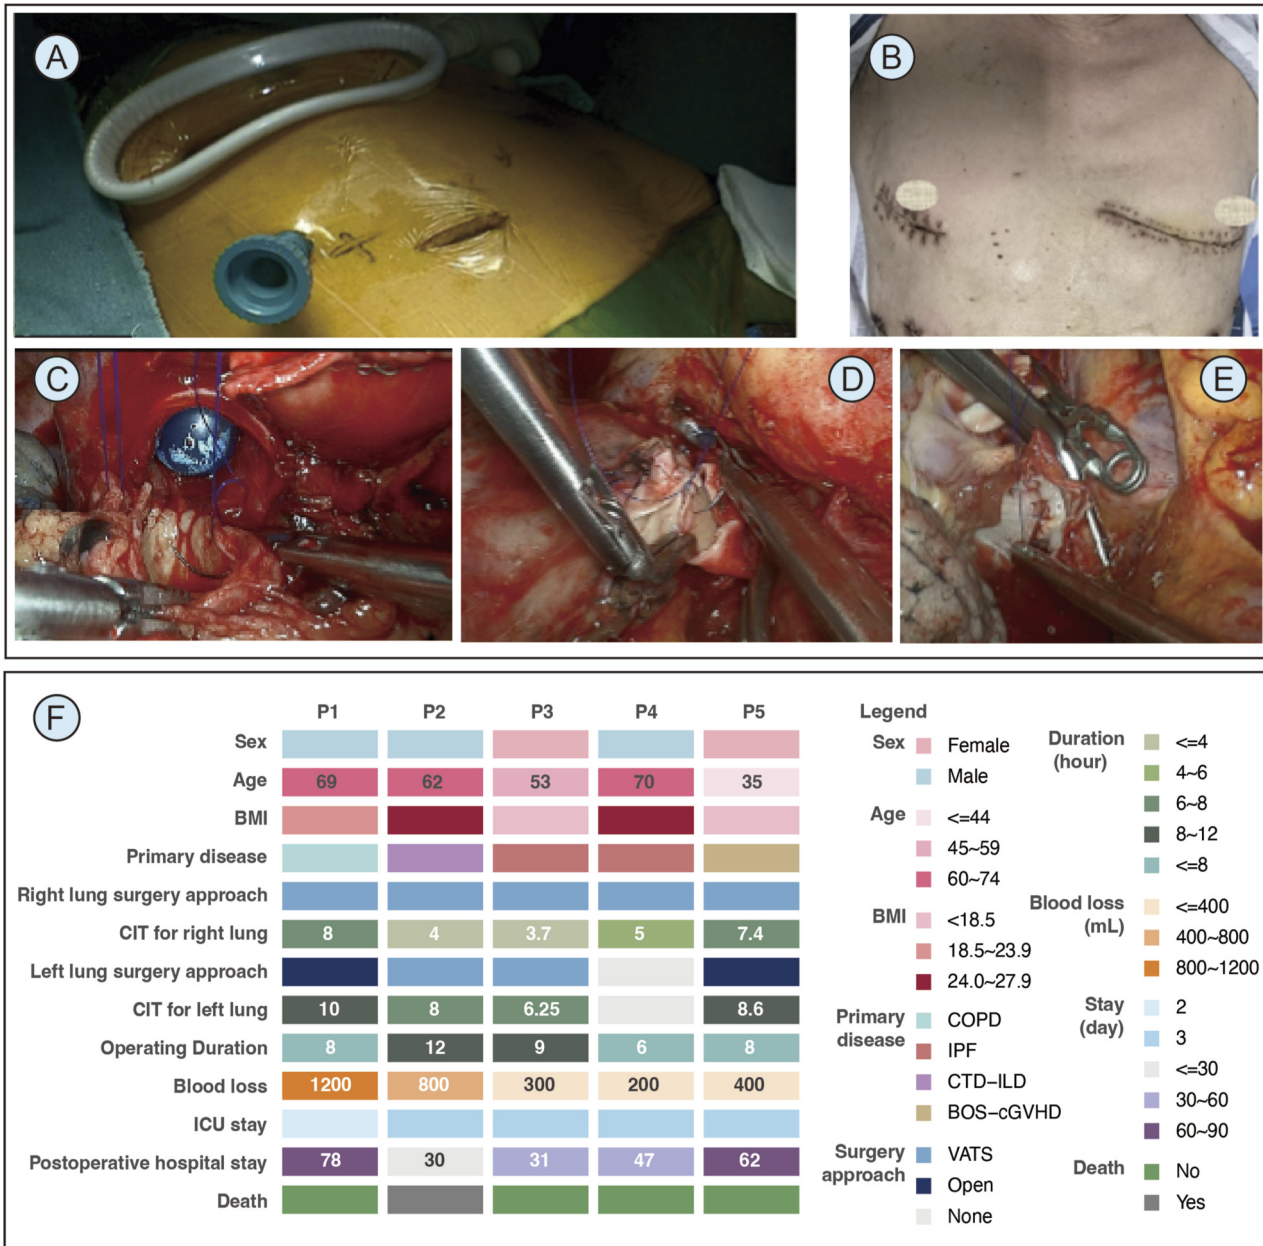 A
B
C
D
E
F
P1 P2 P3 P4 P5
Sex
Age 69 62 53 70 35
BMI
Primary disease
Right lung surgery approach
CIT for right lung 8 4 3.7 5 7.4
Left lung surgery approach
CIT for left lung 10 8 6.25 8.6
Operating Duration 8 12 9 6 8
Blood loss 1200 800 300 200 400
ICU stay
Postoperative hospital stay 78 30 31 47 62
Death
Legend
Sex Female
Male
Age <=44
45~59
60~74
BMI <18.5
18.5~23.9
24.0~27.9
Primary disease COPD
IPF
CTD-ILD
BOS-cGVHD
Surgery approach VATS
Open
None
Duration (hour) <=4
4~6
6~8
8~12
<=8
Blood loss (mL) <=400
400~800
800~1200
Stay (day) 2
3
<=30
30~60
60~90
Death No
Yes